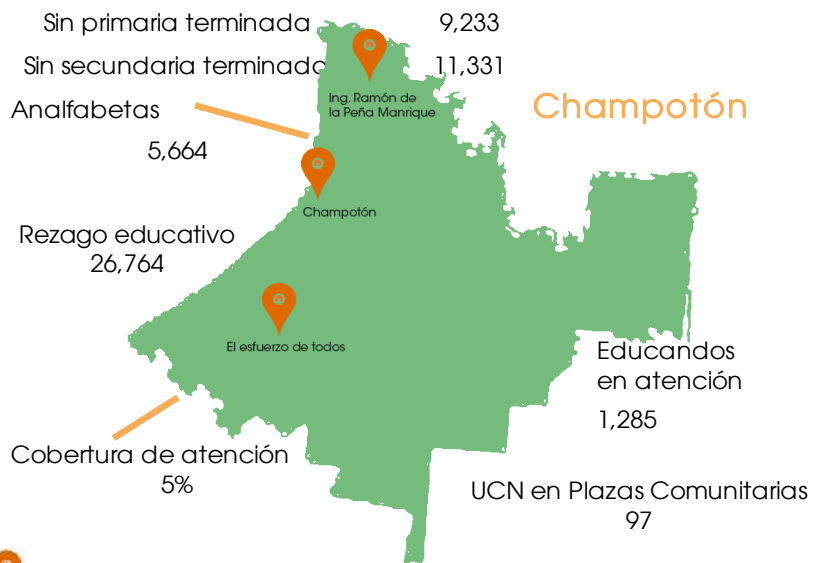 Sin primaria terminada 9,233
Sin secundaria terminada 11,331
Analfabetas
5,664
Ing. Ramón de
la Peña Manrique
Champotón
Champotón
Rezago educativo
26,764
El esfuerzo de todos
Educandos
en atención
1,285
Cobertura de atención
5%
UCN en Plazas Comunitarias
97